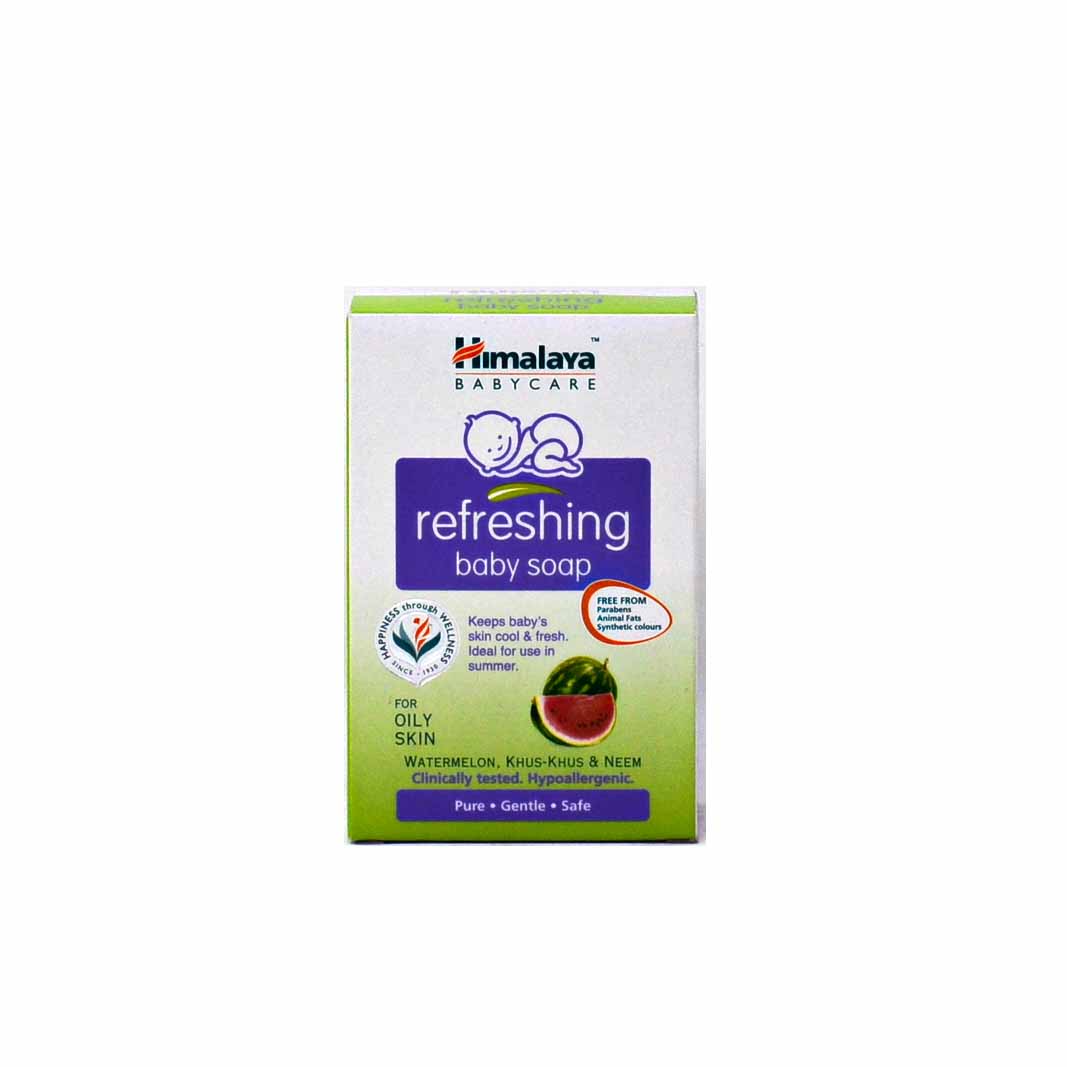 refreshing
baby soap
Himalaya™
BABYCARE
refreshing
baby soap
FREE FROM
Parabens
Animal Fats
Synthetic colours
HAPPINESS through WELLNESS
SINCE · 1930
Keeps baby's
skin cool & fresh.
Ideal for use in
summer.
FOR
OILY
SKIN
WATERMELON, KHUS-KHUS & NEEM
Clinically tested. Hypoallergenic.
Pure • Gentle • Safe